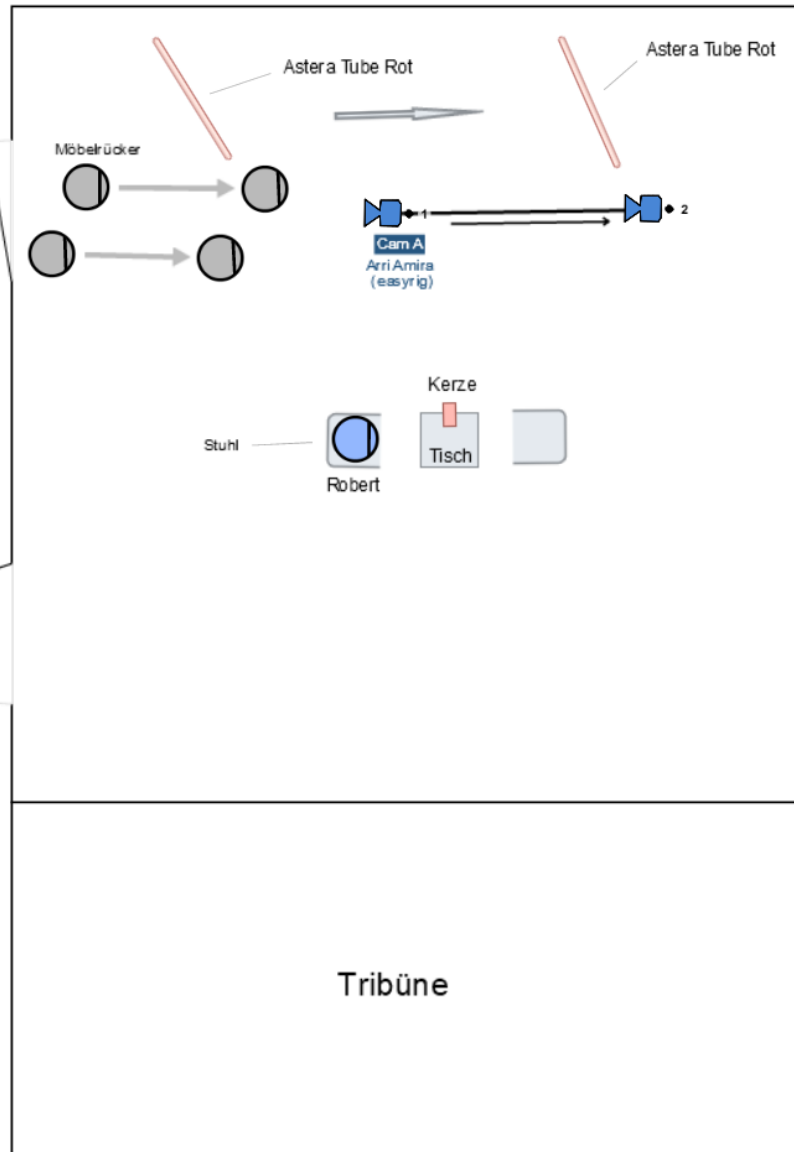 Astera Tube Rot
Astera Tube Rot
Möbelrücker
1
2
Cam A
Arri Amira
(easyrig)
Kerze
Stuhl
Tisch
Robert
Tribüne